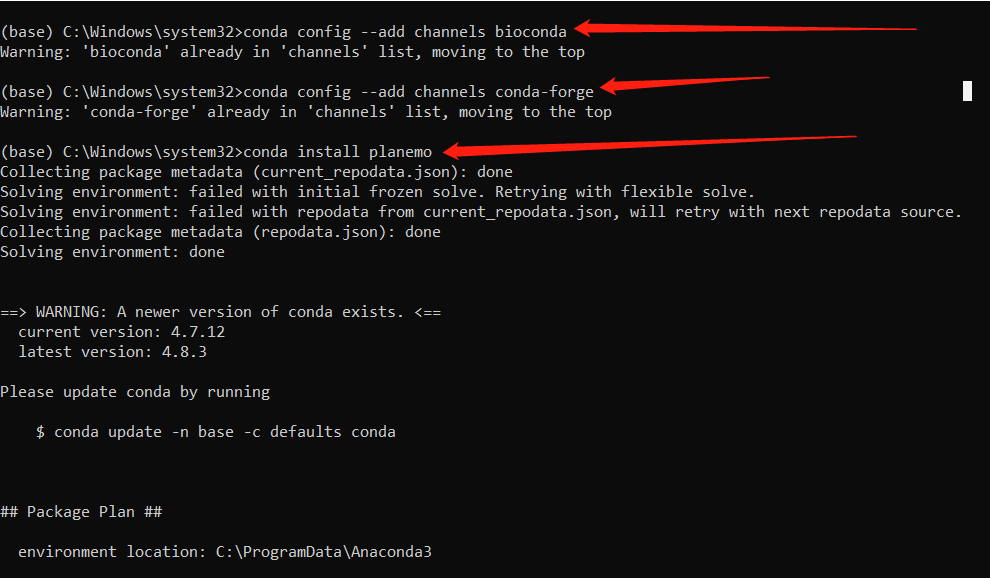 (base) C:\Windows\system32>conda config --add channels bioconda
Warning: 'bioconda' already in 'channels' list, moving to the top
(base) C:\Windows\system32>conda config --add channels conda-forge
Warning: 'conda-forge' already in 'channels' list, moving to the top
(base) C:\Windows\system32>conda install planemo
Collecting package metadata (current_repodata.json): done
Solving environment: failed with initial frozen solve. Retrying with flexible solve.
Solving environment: failed with repodata from current_repodata.json, will retry with next repodata source.
Collecting package metadata (repodata.json): done
Solving environment: done
==> WARNING: A newer version of conda exists. <==
current version: 4.7.12
latest version: 4.8.3
Please update conda by running
$ conda update -n base -c defaults conda
## Package Plan ##
environment location: C:\ProgramData\Anaconda3